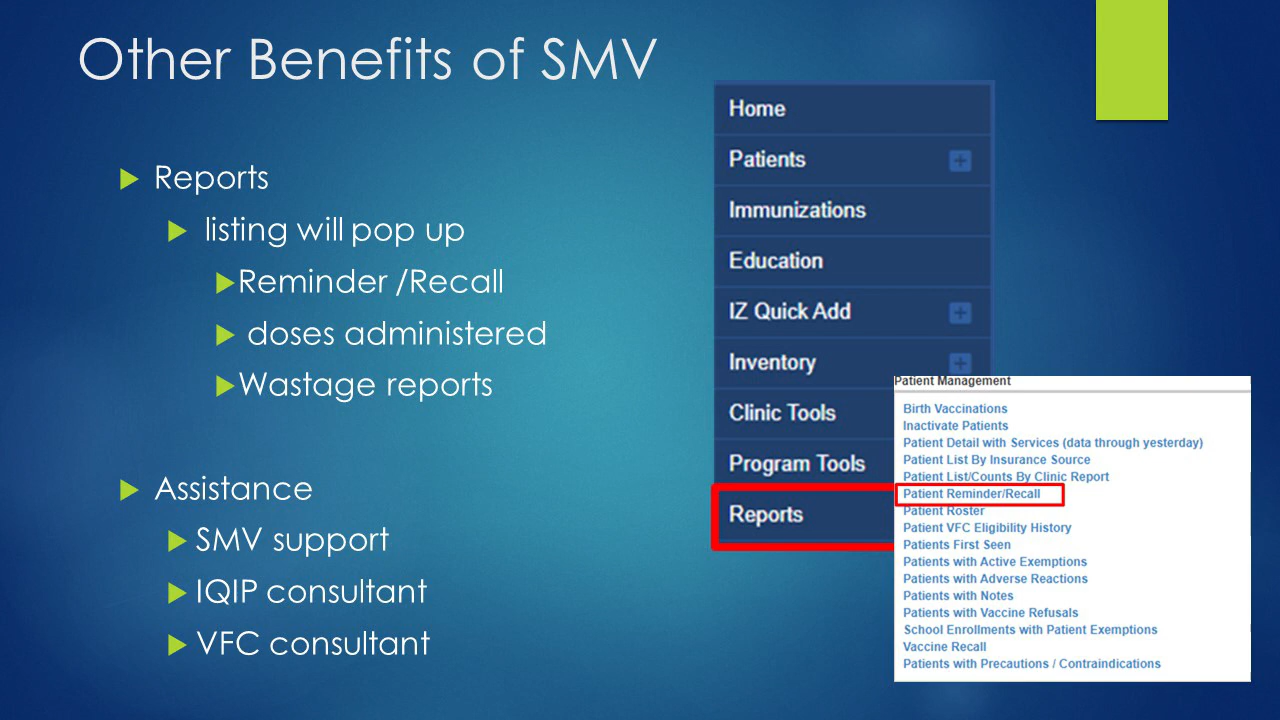 Other Benefits of SMV
Reports
listing will pop up
Reminder /Recall
doses administered
Wastage reports
Assistance
SMV support
IQIP consultant
VFC consultant
Home
Patients
Immunizations
Education
IZ Quick Add
Inventory
Clinic Tools
Program Tools
Reports
Patient Management
Birth Vaccinations
Inactivate Patients
Patient Detail with Services (data through yesterday)
Patient List By Insurance Source
Patient List/Counts By Clinic Report
Patient Reminder/Recall
Patient Roster
Patient VFC Eligibility History
Patients First Seen
Patients with Active Exemptions
Patients with Adverse Reactions
Patients with Notes
Patients with Vaccine Refusals
School Enrollments with Patient Exemptions
Vaccine Recall
Patients with Precautions / Contraindications